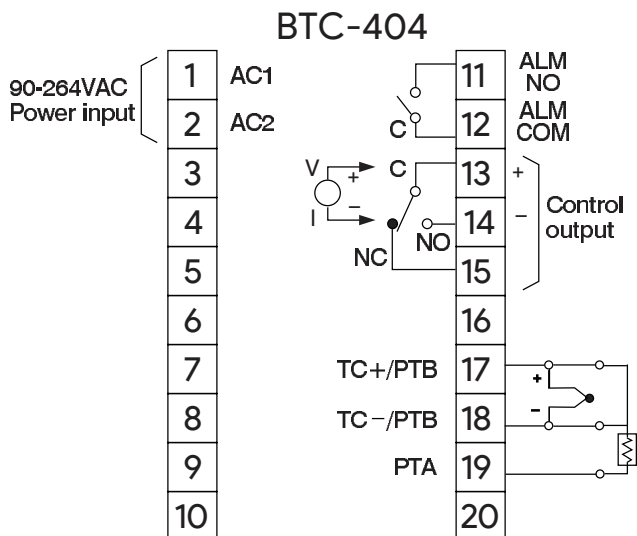 BTC-404
90-264VAC
Power input
1 AC1
2 AC2
3
4
5
6
7
8
9
10
ALM
NO
11
ALM
COM
12
C
V
I
+
−
C
NC
NO
13 +
14 −
15
Control
output
16
TC+/PTB 17
+
−
TC−/PTB 18
PTA 19
20